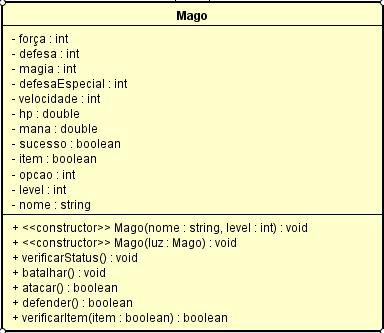 Mago
- força : int
- defesa : int
- magia : int
- defesaEspecial : int
- velocidade : int
- hp : double
- mana : double
- sucesso : boolean
- item : boolean
- opcao : int
- level : int
- nome : string
+ <<constructor>> Mago(nome : string, level : int) : void
+ <<constructor>> Mago(luz : Mago) : void
+ verificarStatus() : void
+ batalhar() : void
+ atacar() : boolean
+ defender() : boolean
+ verificarItem(item : boolean) : boolean